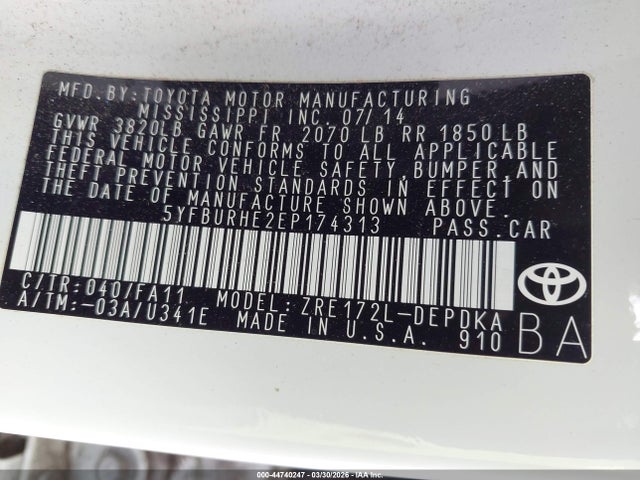 MFD. BY: TOYOTA MOTOR MANUFACTURING
MISSISSIPPI INC. 07/14
GVWR 3820LB GAWR FR 2070 LB RR 1850 LB
THIS VEHICLE CONFORMS TO ALL APPLICABLE
FEDERAL MOTOR VEHICLE SAFETY, BUMPER, AND
THEFT PREVENTION STANDARDS IN EFFECT ON
THE DATE OF MANUFACTURE SHOWN ABOVE.
5YFBURHE2EP174313 PASS. CAR
C/TR: 040/FA11 MODEL: ZRE172L-DEPDKA
A/TM: -03A/U341E MADE IN U.S.A. 910
BA
TOYOTA
000-44740247 - 03/30/2026 - IAA, Inc.